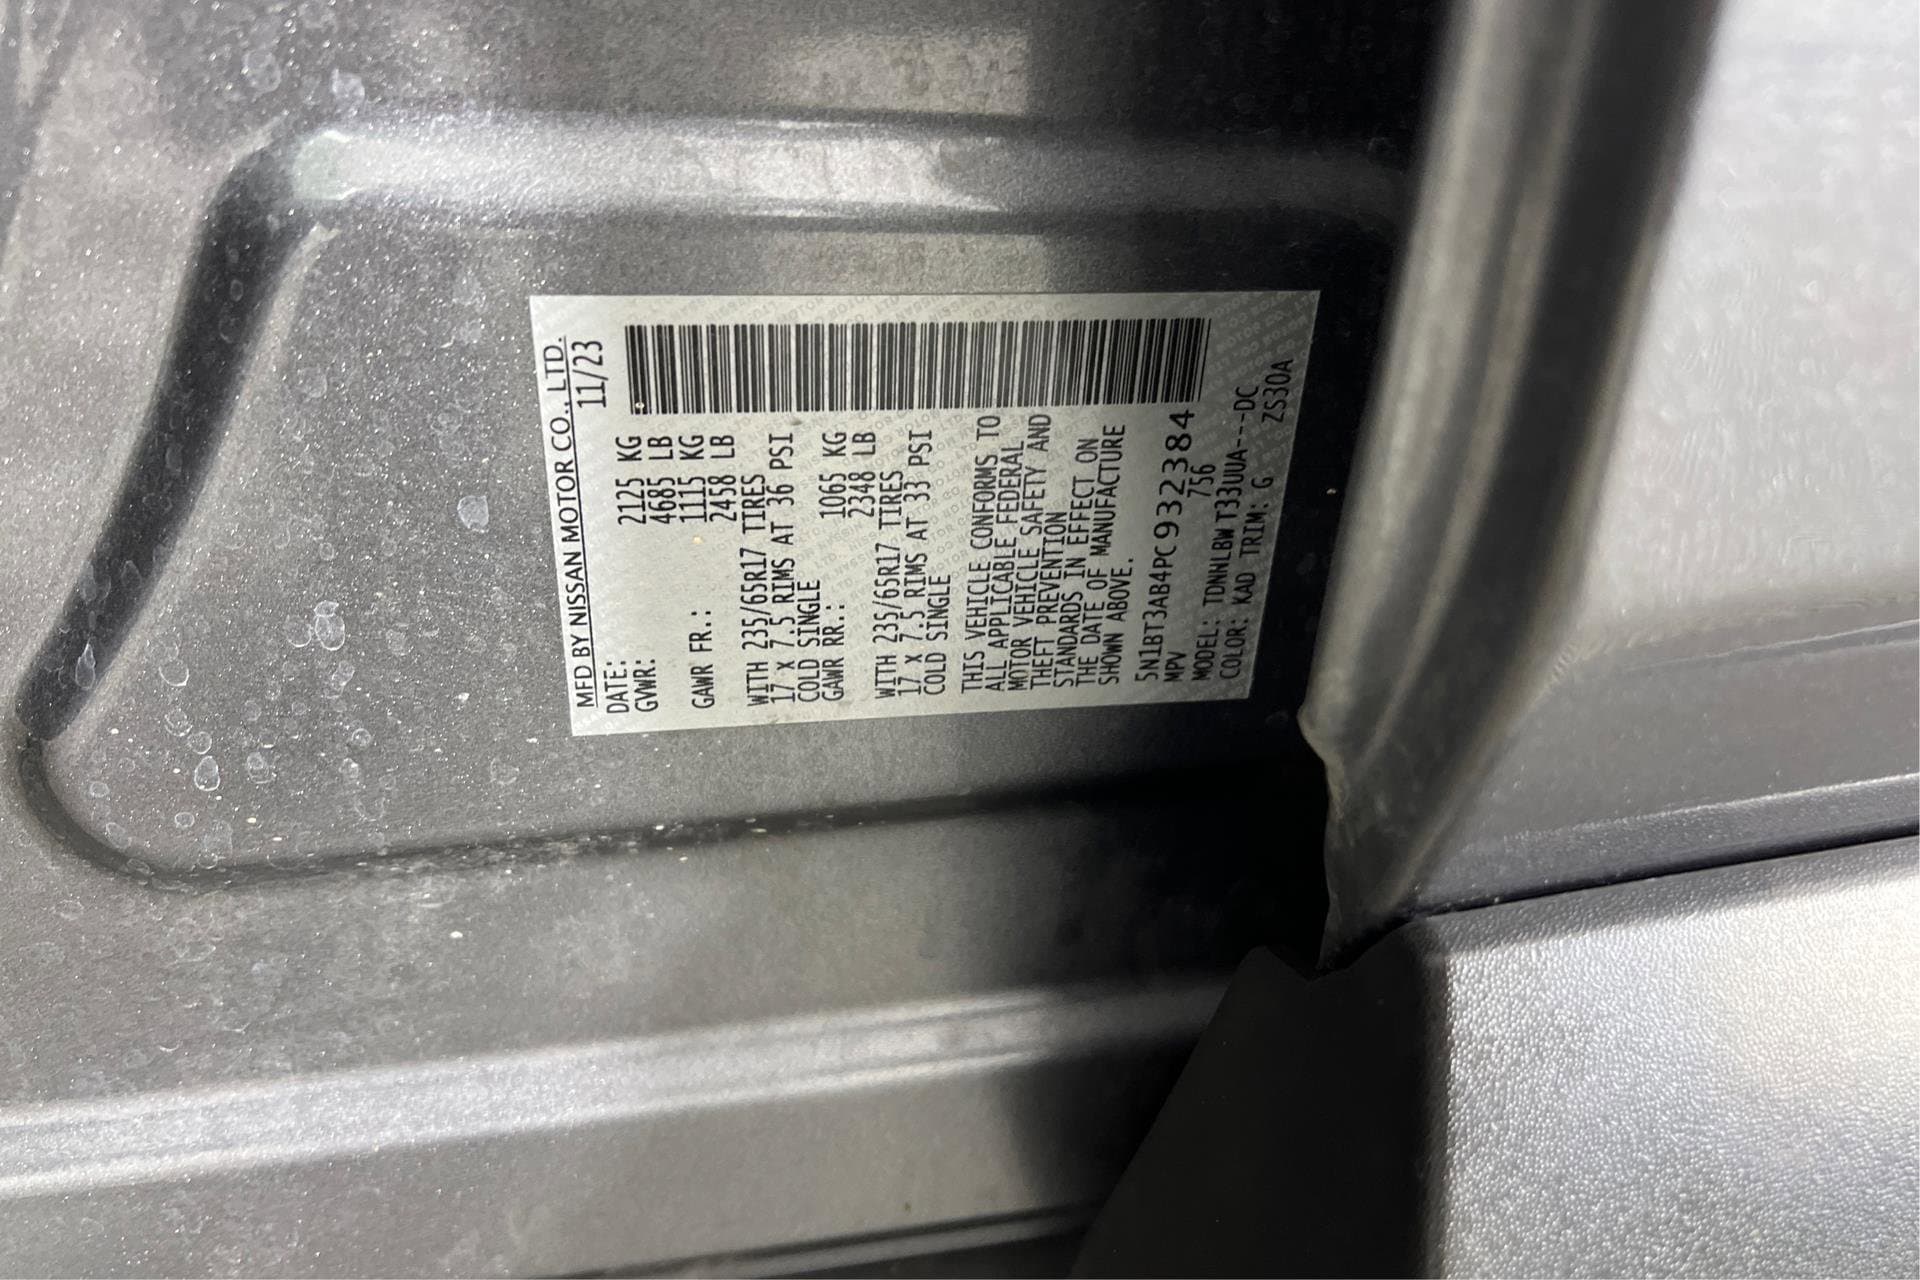 MFD BY NISSAN MOTOR CO., LTD.
DATE: 11/23
GVWR: 2125 KG
4685 LB
GAWR FR.: 1115 KG
2458 LB
WITH 235/65R17 TIRES
17 X 7.5 RIMS AT 36 PSI
COLD SINGLE
GAWR RR.: 1065 KG
2348 LB
WITH 235/65R17 TIRES
17 X 7.5 RIMS AT 33 PSI
COLD SINGLE
THIS VEHICLE CONFORMS TO
ALL APPLICABLE FEDERAL
MOTOR VEHICLE SAFETY AND
THEFT PREVENTION
STANDARDS IN EFFECT ON
THE DATE OF MANUFACTURE
SHOWN ABOVE.
5N1BT3AB4PC932384
MPV 756
MODEL: TDNWLBW T33UUA---DC
COLOR: KAD TRIM: G ZS30A